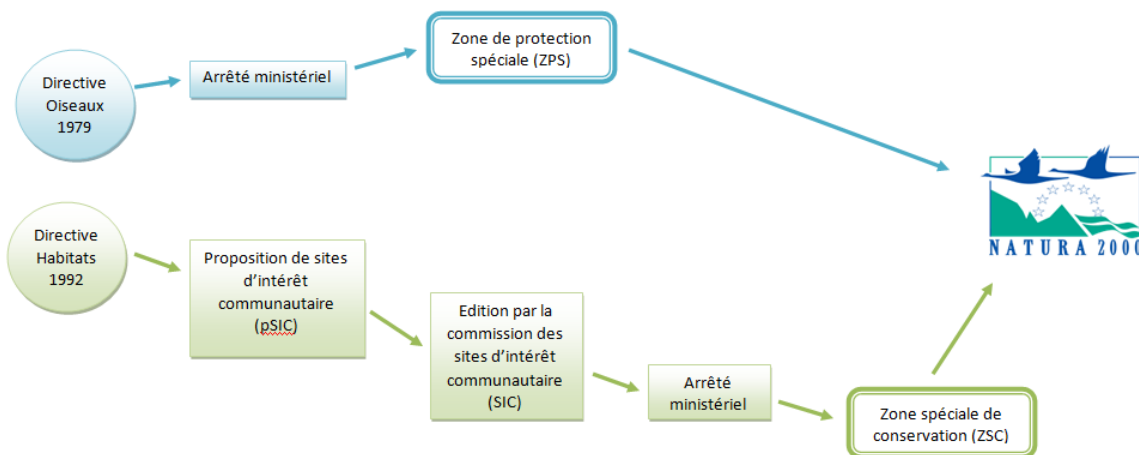 Directive
Oiseaux
1979
Arrêté ministériel
Zone de protection
spéciale (ZPS)
Directive
Habitats
1992
Proposition de sites
d'intérêt
communautaire
(pSIC)
Edition par la
commission des
sites d'intérêt
communautaire
(SIC)
Arrêté
ministériel
Zone spéciale de
conservation (ZSC)
NATURA 2000